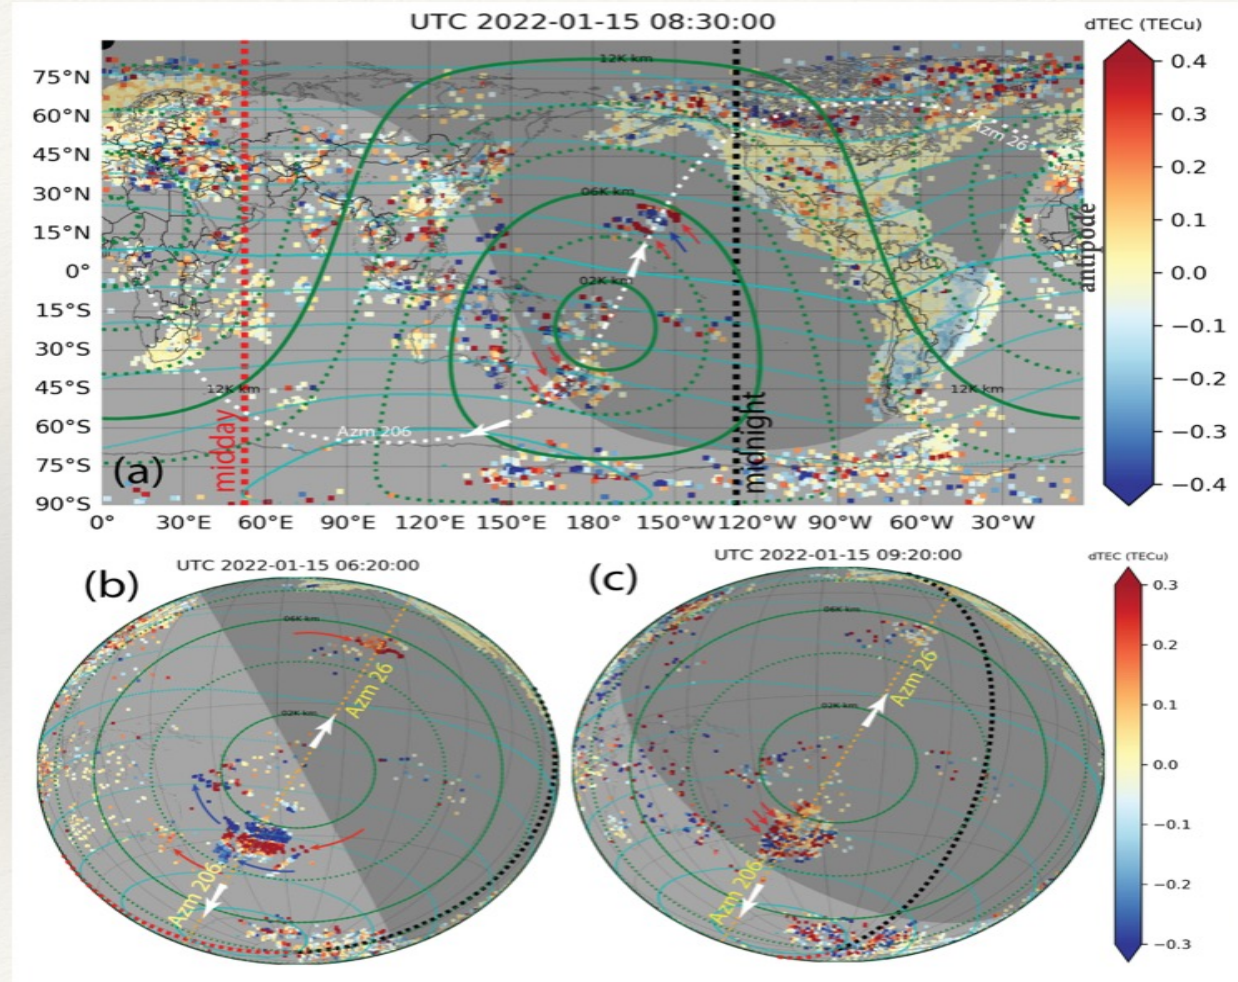 UTC 2022-01-15 08:30:00
dTEC (TECu)
12K km
75°N
60°N
45°N
30°N
15°N
0°
15°S
30°S
45°S
60°S
75°S
90°S
Azm 26
06K km
02K km
12K km
12K km
Azm 206
midday
midnight
antipode
(a)
0° 30°E 60°E 90°E 120°E 150°E 180° 150°W 120°W 90°W 60°W 30°W
0.4
0.3
0.2
0.1
0.0
−0.1
−0.2
−0.3
−0.4
(b)
UTC 2022-01-15 06:20:00
06K km
Azm 26
02K km
Azm 206
(c)
UTC 2022-01-15 09:20:00
06K km
Azm 26
02K km
Azm 206
dTEC (TECu)
0.3
0.2
0.1
0.0
−0.1
−0.2
−0.3